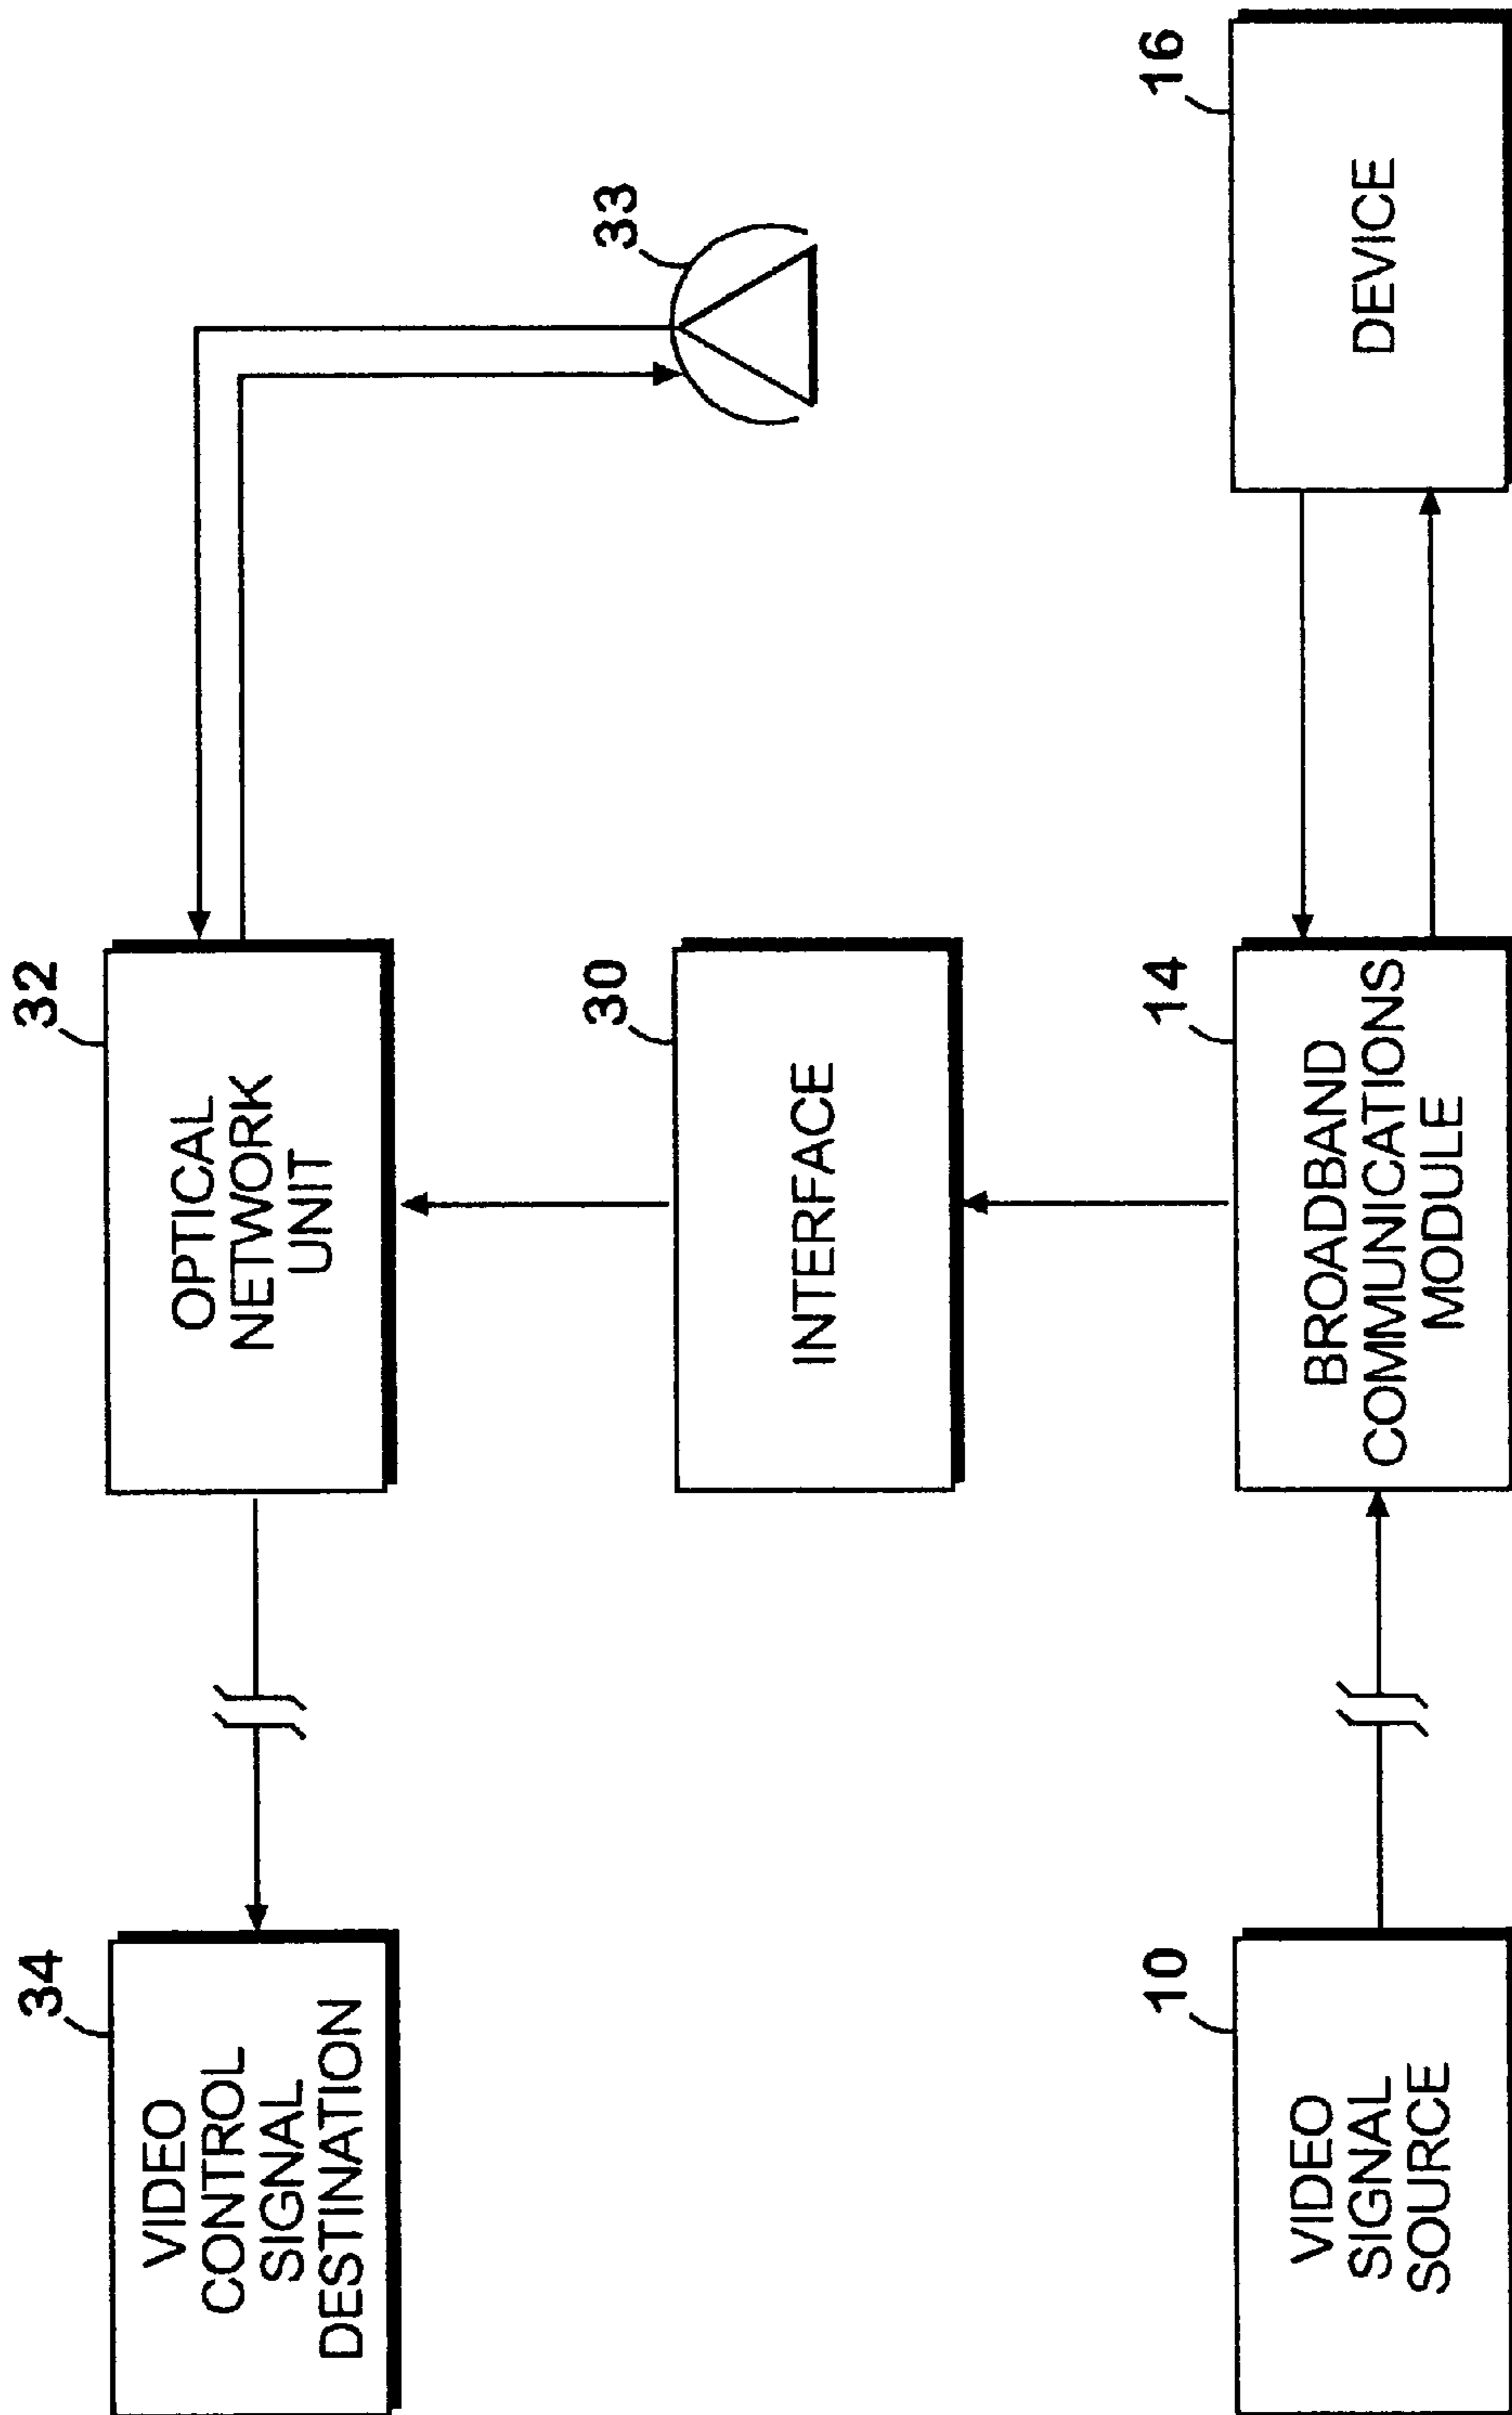 34
VIDEO
CONTROL
SIGNAL
DESTINATION
32
OPTICAL
NETWORK
UNIT
33
30
INTERFACE
10
VIDEO
SIGNAL
SOURCE
14
BROADBAND
COMMUNICATIONS
MODULE
16
DEVICE